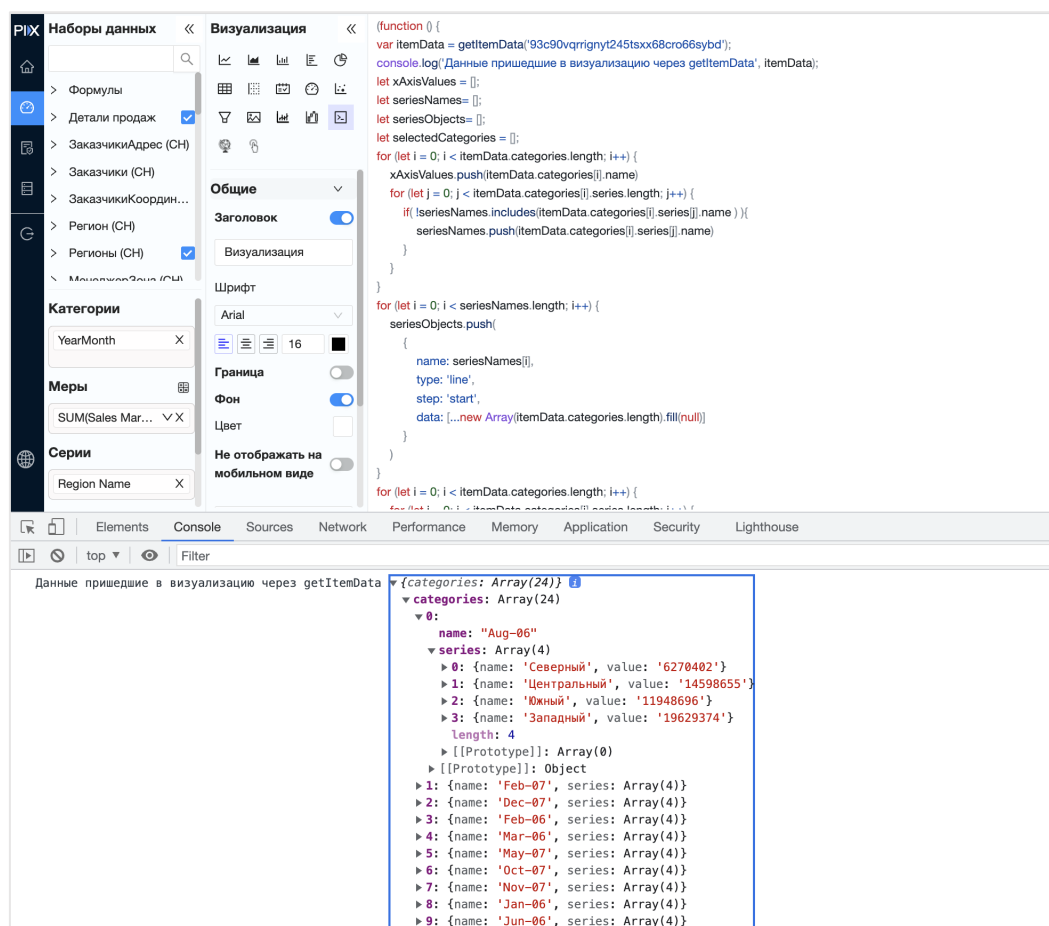 PIX
Наборы данных
Формулы
Детали продаж
ЗаказчикиАдрес (CH)
Заказчики (CH)
ЗаказчикиКоордин...
Регион (CH)
Регионы (CH)
МенеджерЗона (CH)
Категории
YearMonth
Меры
SUM(Sales Mar...
Серии
Region Name
Визуализация
Общие
Заголовок
Визуализация
Шрифт
Arial
16
Граница
Фон
Цвет
Не отображать на
мобильном виде
(function () {
var itemData = getItemData('93c90vqrrignyt245tsxx68cro66sybd');
console.log('Данные пришедшие в визуализацию через getItemData', itemData);
let xAxisValues = [];
let seriesNames= [];
let seriesObjects= [];
let selectedCategories = [];
for (let i = 0; i < itemData.categories.length; i++) {
xAxisValues.push(itemData.categories[i].name)
for (let j = 0; j < itemData.categories[i].series.length; j++) {
if( !seriesNames.includes(itemData.categories[i].series[j].name ) ){
seriesNames.push(itemData.categories[i].series[j].name)
}
}
}
for (let i = 0; i < seriesNames.length; i++) {
seriesObjects.push(
{
name: seriesNames[i],
type: 'line',
step: 'start',
data: [...new Array(itemData.categories.length).fill(null)]
}
)
}
for (let i = 0; i < itemData.categories.length; i++) {
for (let j = 0; j < itemData.categories[i].series.length; j++) {
Elements Console Sources Network Performance Memory Application Security Lighthouse
top Filter
Данные пришедшие в визуализацию через getItemData {categories: Array(24)} i
categories: Array(24)
0:
name: "Aug-06"
series: Array(4)
0: {name: 'Северный', value: '6270402'}
1: {name: 'Центральный', value: '14598655'}
2: {name: 'Южный', value: '11948696'}
3: {name: 'Западный', value: '19629374'}
length: 4
[[Prototype]]: Array(0)
[[Prototype]]: Object
1: {name: 'Feb-07', series: Array(4)}
2: {name: 'Dec-07', series: Array(4)}
3: {name: 'Feb-06', series: Array(4)}
4: {name: 'Mar-06', series: Array(4)}
5: {name: 'May-07', series: Array(4)}
6: {name: 'Oct-07', series: Array(4)}
7: {name: 'Nov-07', series: Array(4)}
8: {name: 'Jan-06', series: Array(4)}
9: {name: 'Jun-06', series: Array(4)}